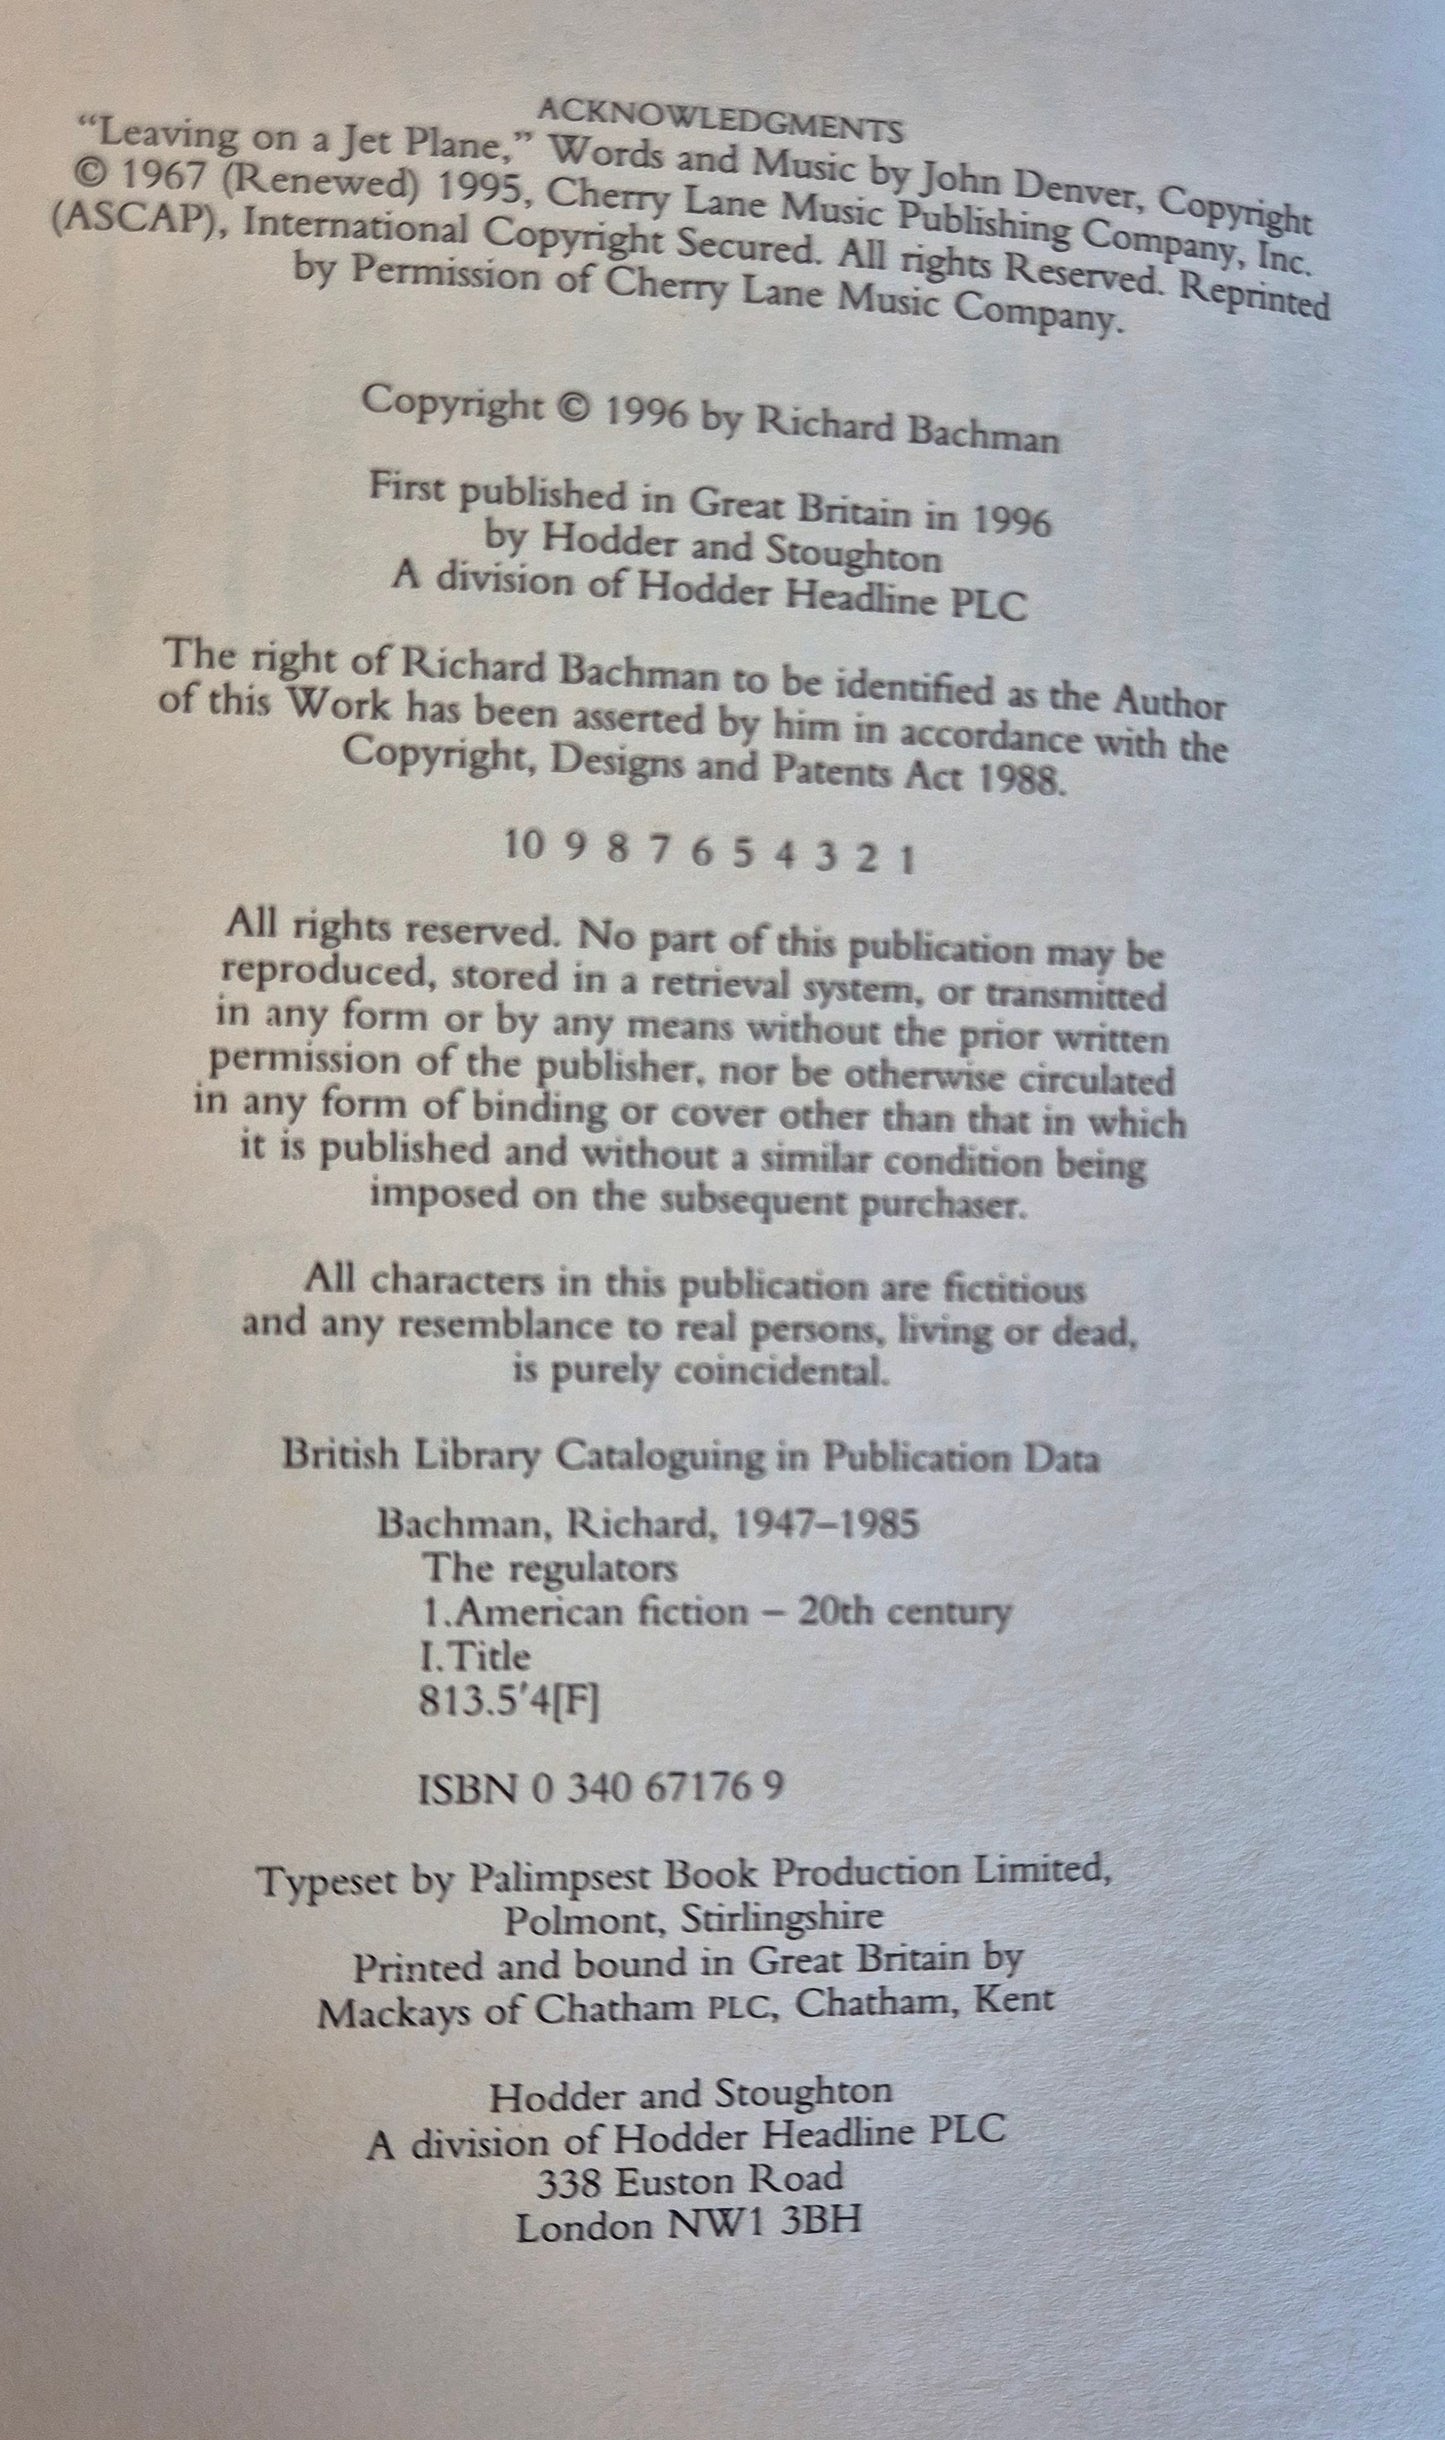 ACKNOWLEDGMENTS
“Leaving on a Jet Plane,” Words and Music by John Denver, Copyright
© 1967 (Renewed) 1995, Cherry Lane Music Publishing Company, Inc.
(ASCAP), International Copyright Secured. All rights Reserved. Reprinted
by Permission of Cherry Lane Music Company.
Copyright © 1996 by Richard Bachman
First published in Great Britain in 1996
by Hodder and Stoughton
A division of Hodder Headline PLC
The right of Richard Bachman to be identified as the Author
of this Work has been asserted by him in accordance with the
Copyright, Designs and Patents Act 1988.
10 9 8 7 6 5 4 3 2 1
All rights reserved. No part of this publication may be
reproduced, stored in a retrieval system, or transmitted
in any form or by any means without the prior written
permission of the publisher, nor be otherwise circulated
in any form of binding or cover other than that in which
it is published and without a similar condition being
imposed on the subsequent purchaser.
All characters in this publication are fictitious
and any resemblance to real persons, living or dead,
is purely coincidental.
British Library Cataloguing in Publication Data
Bachman, Richard, 1947–1985
The regulators
1.American fiction – 20th century
I.Title
813.5′4[F]
ISBN 0 340 67176 9
Typeset by Palimpsest Book Production Limited,
Polmont, Stirlingshire
Printed and bound in Great Britain by
Mackays of Chatham PLC, Chatham, Kent
Hodder and Stoughton
A division of Hodder Headline PLC
338 Euston Road
London NW1 3BH